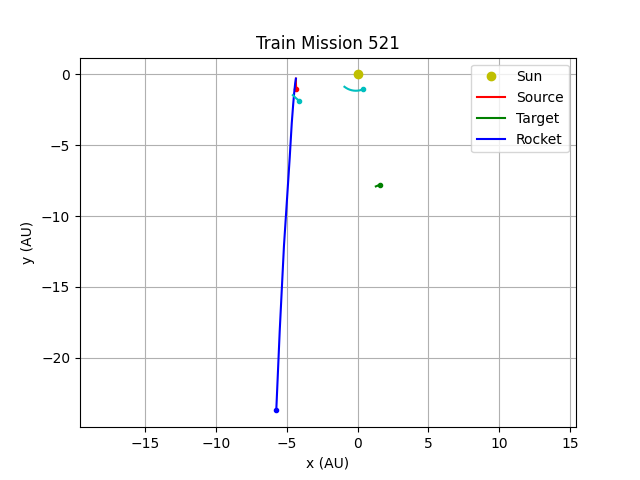 Train Mission 521
Sun
Source
Target
Rocket
0
−5
−10
−15
−20
y (AU)
−15
−10
−5
0
5
10
15
x (AU)